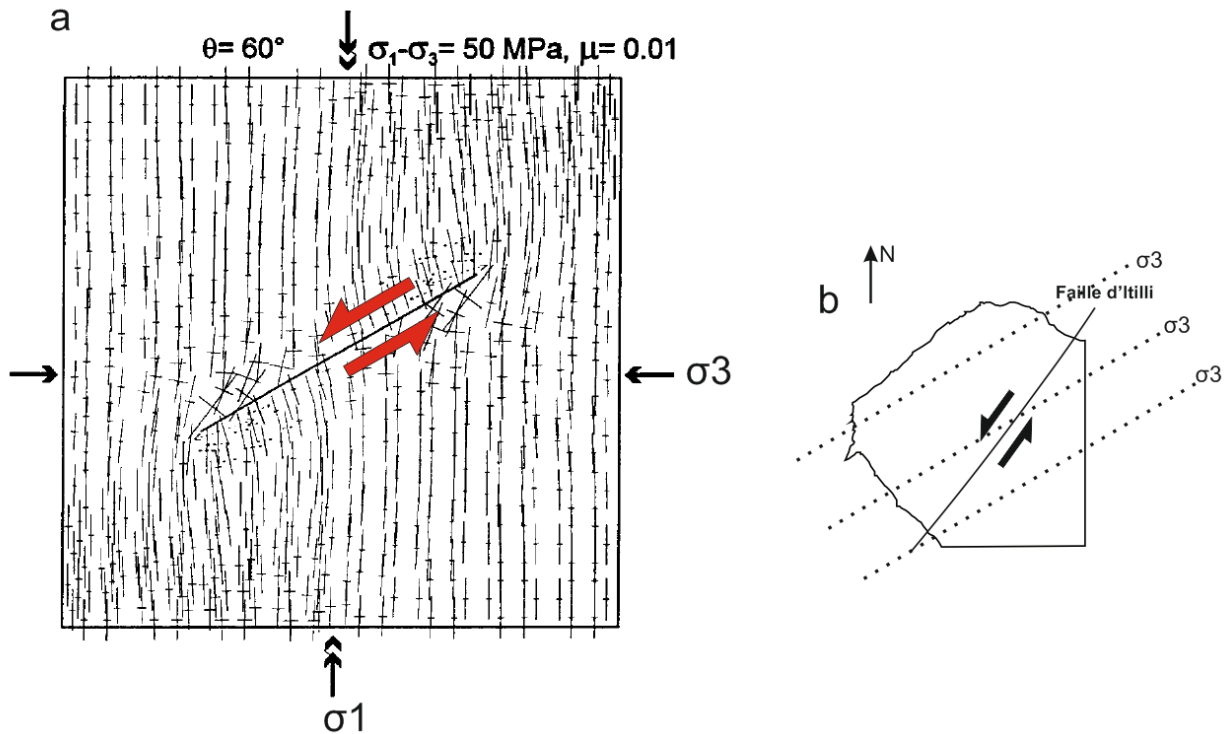 a
θ= 60° σ1-σ3= 50 MPa, μ= 0.01
σ3
σ1
b
N
σ3
Faille d'Itilli
σ3
σ3